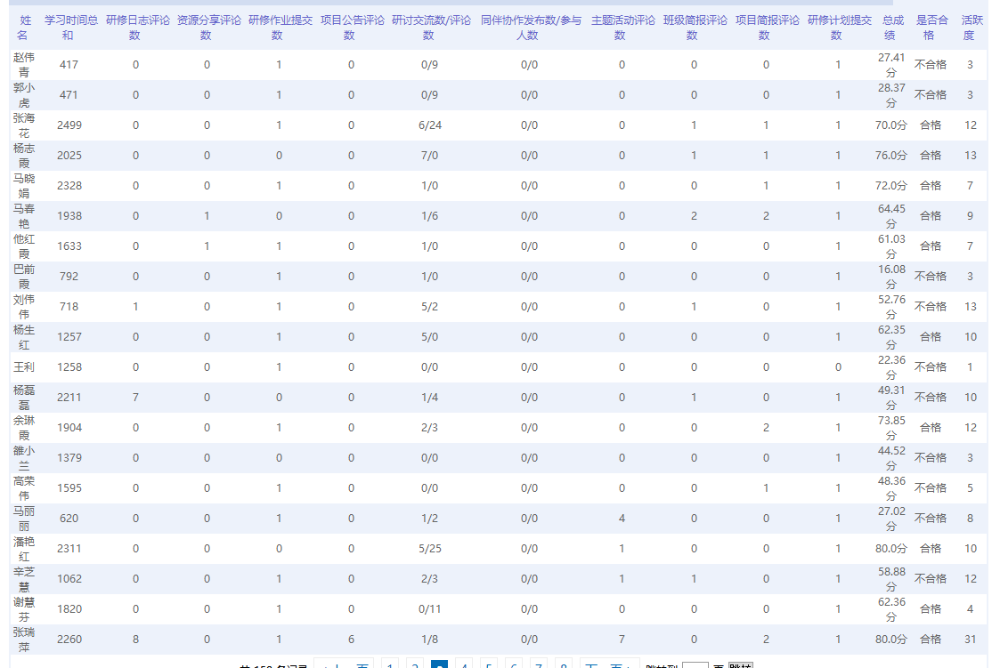 姓名 学习时间总和 研修日志评论数 资源分享评论数 研修作业提交数 项目公告评论数 研讨交流数/评论数 同伴协作发布数/参与人数 主题活动评论数 班级简报评论数 项目简报评论数 研修计划提交数 总成绩 是否合格 活跃度
赵伟青 417 0 0 1 0 0/9 0/0 0 0 0 1 27.41分 不合格 3
郭小虎 471 0 0 1 0 0/9 0/0 0 0 0 1 28.37分 不合格 3
张海花 2499 0 0 1 0 6/24 0/0 0 1 1 1 70.0分 合格 12
杨志霞 2025 0 0 0 0 7/0 0/0 0 1 1 1 76.0分 合格 13
马晓娟 2328 0 0 1 0 1/0 0/0 0 0 1 1 72.0分 合格 7
马春艳 1938 0 1 0 0 1/6 0/0 0 2 2 1 64.45分 合格 9
他红霞 1633 0 1 1 0 1/0 0/0 0 0 0 1 61.03分 合格 7
巴前霞 792 0 0 1 0 1/0 0/0 0 0 0 1 16.08分 不合格 3
刘伟伟 718 1 0 1 0 5/2 0/0 0 1 0 1 52.76分 不合格 13
杨生红 1257 0 0 1 0 5/0 0/0 0 0 0 1 62.35分 合格 10
王利 1258 0 0 1 0 0/0 0/0 0 0 0 0 22.36分 不合格 1
杨磊磊 2211 7 0 0 0 1/4 0/0 0 1 0 1 49.31分 不合格 10
余琳霞 1904 0 0 1 0 2/3 0/0 0 0 2 1 73.85分 合格 12
雒小兰 1379 0 0 0 0 0/0 0/0 0 0 0 1 44.52分 不合格 3
高荣伟 1595 0 0 1 0 0/0 0/0 0 0 1 1 48.36分 不合格 5
马丽丽 620 0 0 1 0 1/2 0/0 4 0 0 1 27.02分 不合格 8
潘艳红 2311 0 0 0 0 5/25 0/0 1 0 0 1 80.0分 合格 10
辛芝慧 1062 0 0 1 0 2/3 0/0 1 1 0 1 58.88分 不合格 12
谢慧芬 1820 0 0 1 0 0/11 0/0 0 0 0 1 62.36分 合格 4
张瑞萍 2260 8 0 1 6 1/8 0/0 7 0 2 1 80.0分 合格 31